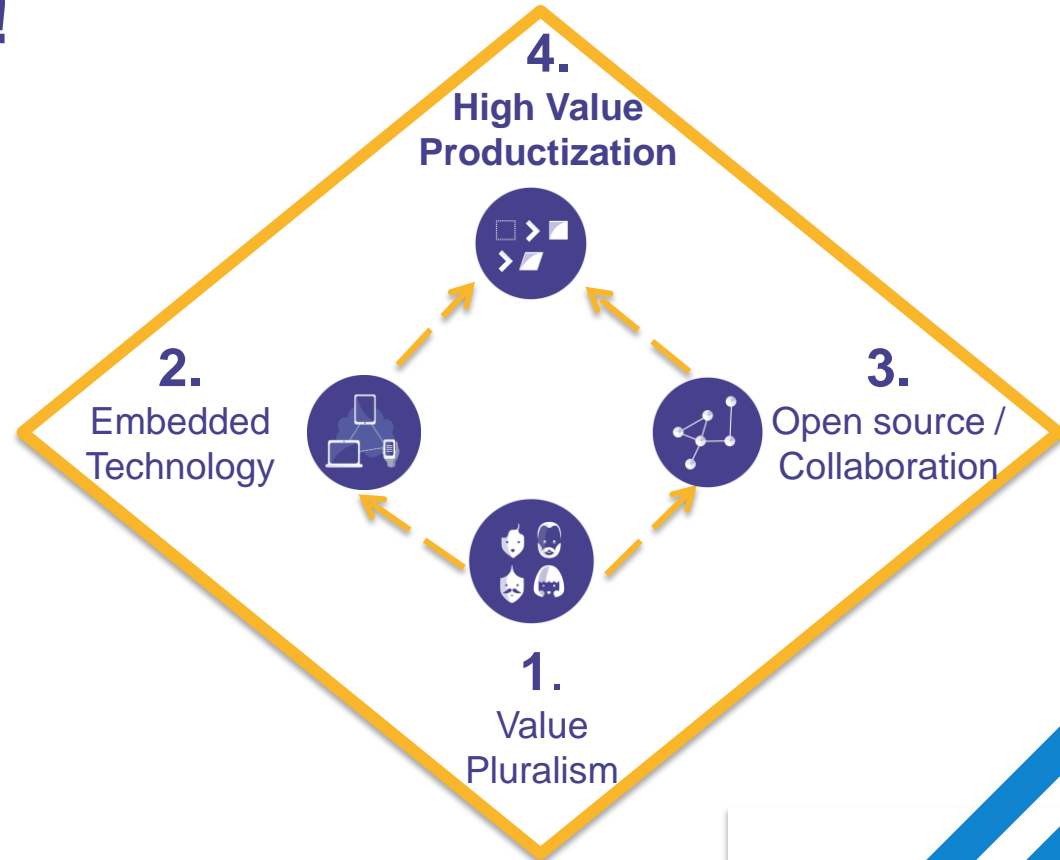 !
4.
High Value
Productization
2.
Embedded
Technology
3.
Open source /
Collaboration
1.
Value
Pluralism